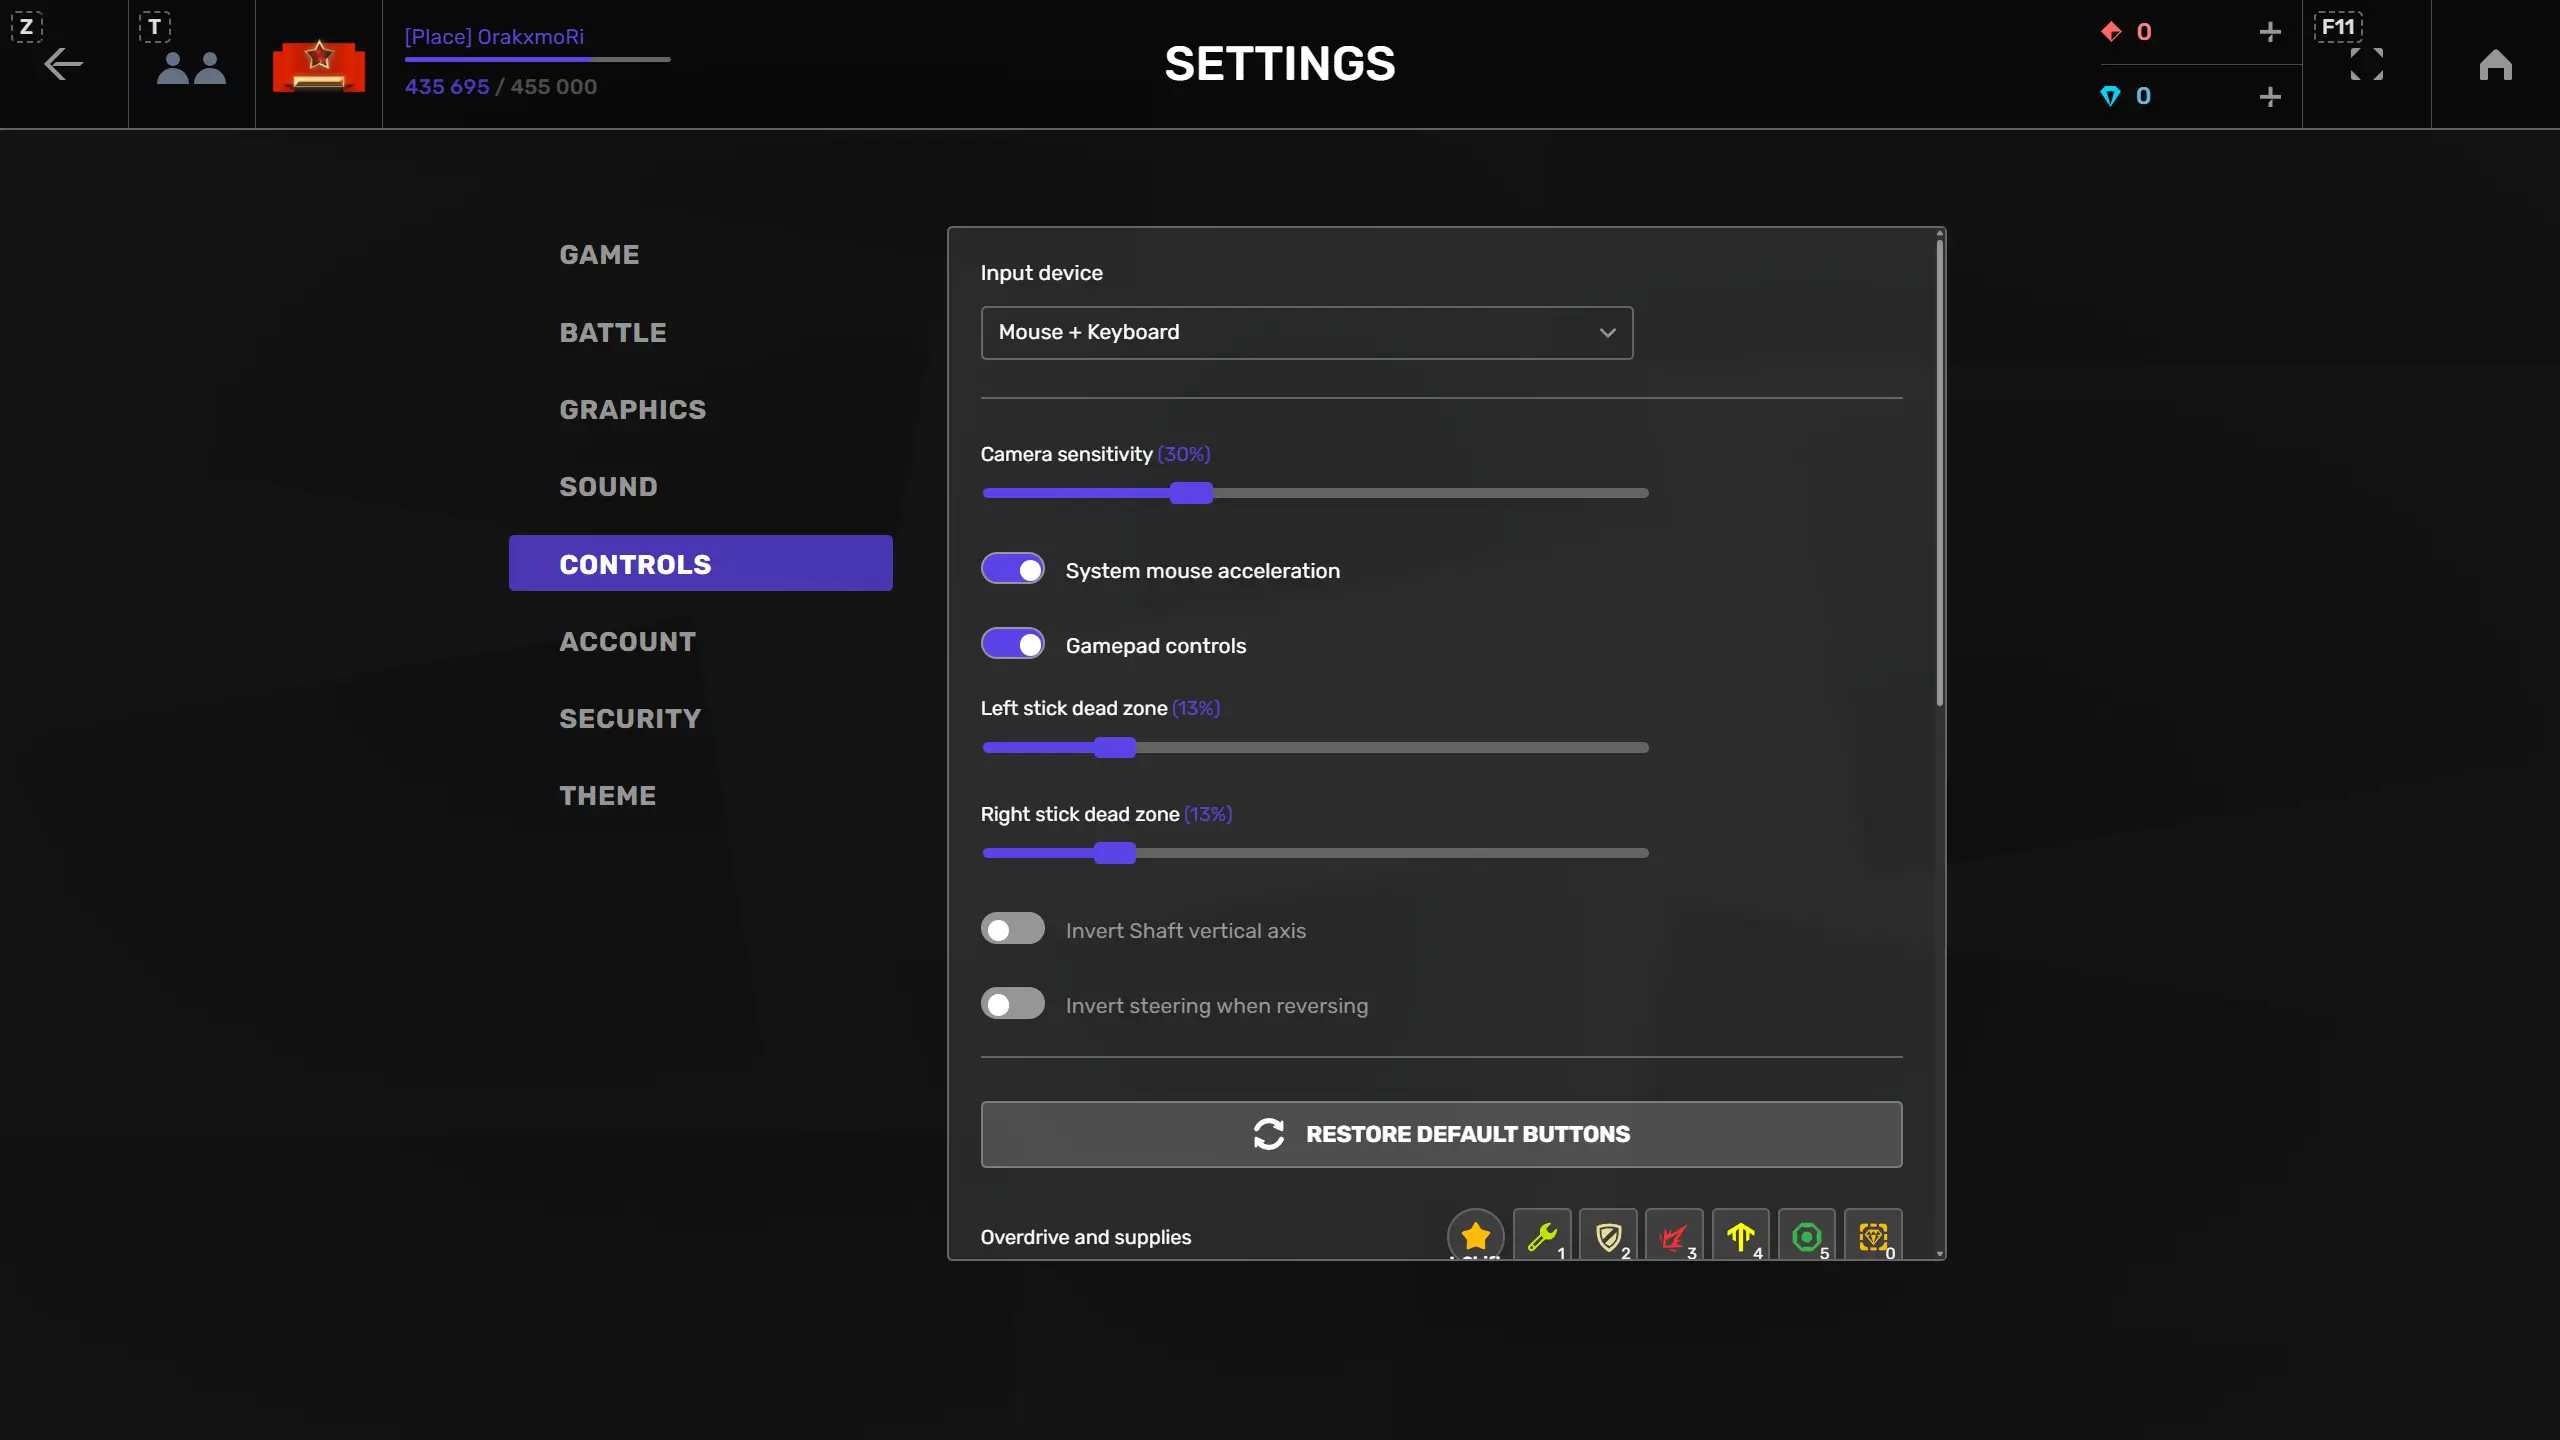 Z
T
[Place] OrakxmoRi
435 695 / 455 000
SETTINGS
0
0
F11
GAME
BATTLE
GRAPHICS
SOUND
CONTROLS
ACCOUNT
SECURITY
THEME
Input device
Mouse + Keyboard
Camera sensitivity (30%)
System mouse acceleration
Gamepad controls
Left stick dead zone (13%)
Right stick dead zone (13%)
Invert Shaft vertical axis
Invert steering when reversing
RESTORE DEFAULT BUTTONS
Overdrive and supplies
1
2
3
4
5
0